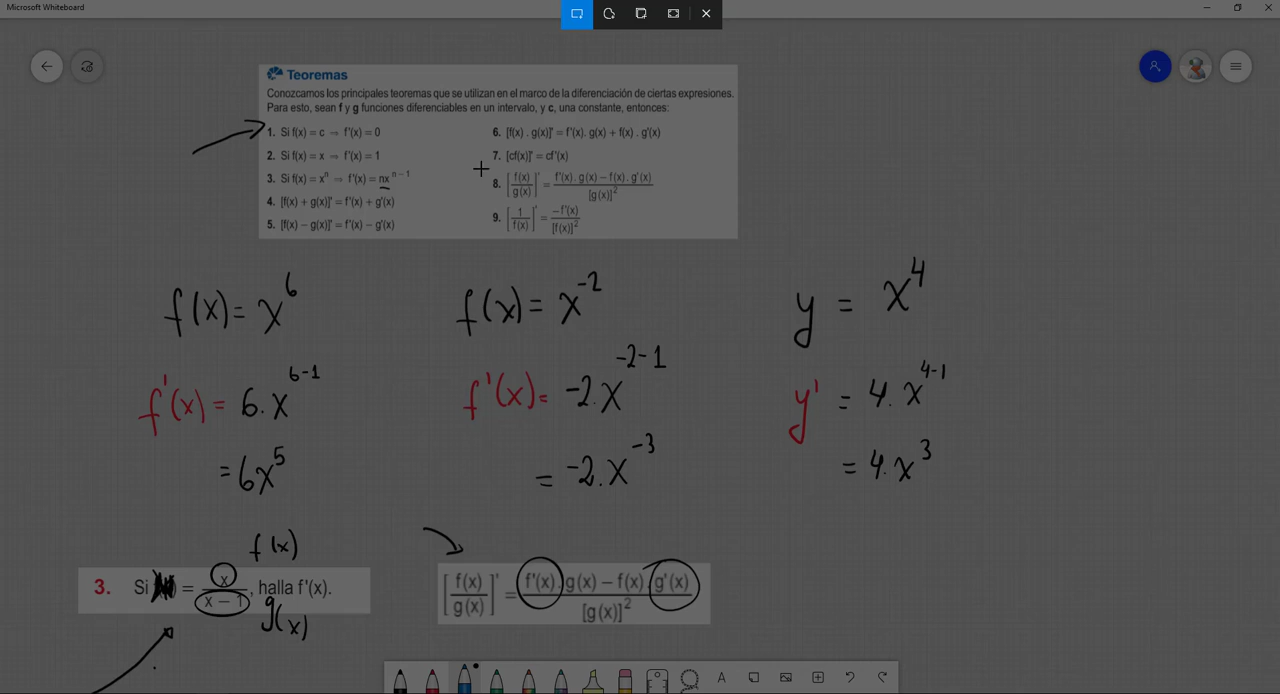 Microsoft Whiteboard
Teoremas
Conozcamos los principales teoremas que se utilizan en el marco de la diferenciación de ciertas expresiones.
Para esto, sean f y g funciones diferenciables en un intervalo, y c, una constante, entonces:
1. Si f(x) = c ⇒ f'(x) = 0
2. Si f(x) = x ⇒ f'(x) = 1
3. Si f(x) = xⁿ ⇒ f'(x) = nxⁿ⁻¹
4. [f(x) + g(x)]' = f'(x) + g'(x)
5. [f(x) − g(x)]' = f'(x) − g'(x)
6. [f(x) . g(x)]' = f'(x). g(x) + f(x) . g'(x)
7. [cf(x)]' = cf'(x)
8. [f(x)/g(x)]' = f'(x) . g(x) − f(x) . g'(x) / [g(x)]²
9. [1/f(x)]' = −f'(x) / [f(x)]²
f(x) = x⁶
f'(x) = 6.x⁶⁻¹
= 6x⁵
f(x) = x⁻²
f'(x) = -2.x⁻²⁻¹
= -2.x⁻³
y = x⁴
y' = 4.x⁴⁻¹
= 4.x³
f(x)
3. Si = x / x − 1, halla f'(x).
g(x)
[f(x)/g(x)]' = f'(x) . g(x) − f(x) . g'(x) / [g(x)]²
A